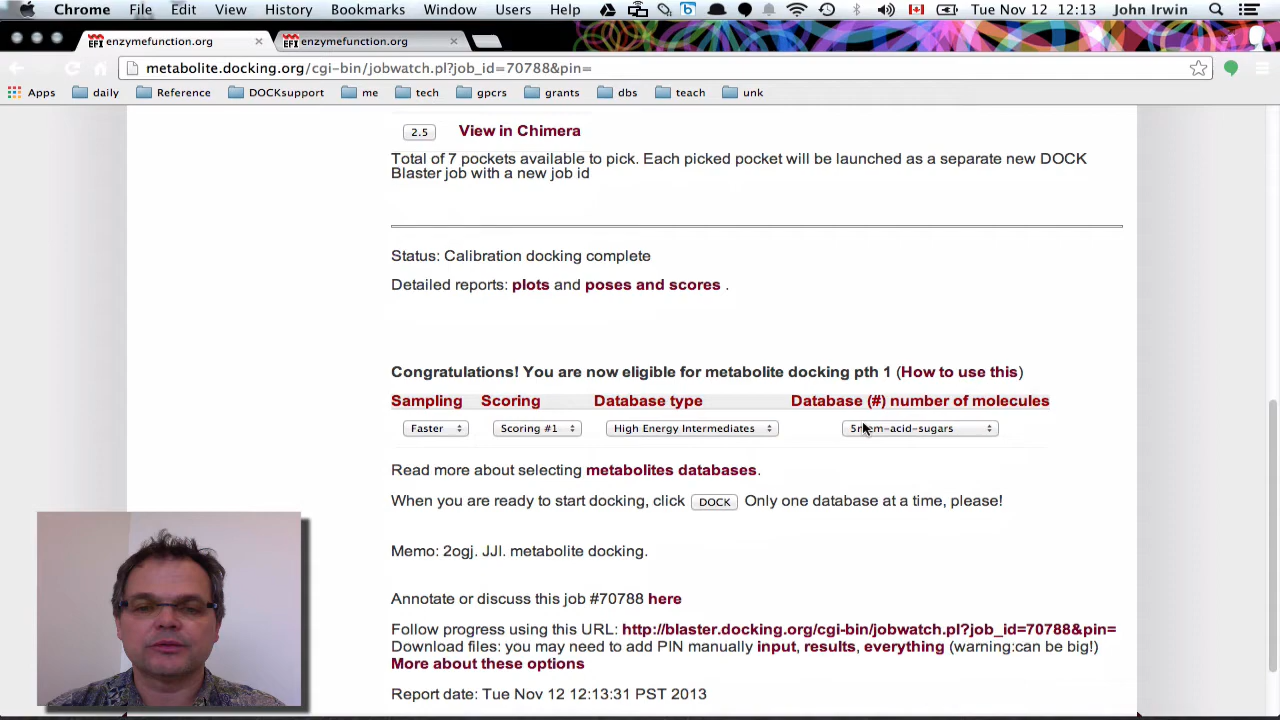 Chrome File Edit View History Bookmarks Window Users Help Tue Nov 12 12:13 John Irwin
EFI enzymefunction.org EFI enzymefunction.org
metabolite.docking.org/cgi-bin/jobwatch.pl?job_id=70788&pin=
Apps daily Reference DOCKsupport me tech gpcrs grants dbs teach unk
2.5 View in Chimera
Total of 7 pockets available to pick. Each picked pocket will be launched as a separate new DOCK
Blaster job with a new job id
Status: Calibration docking complete
Detailed reports: plots and poses and scores .
Congratulations! You are now eligible for metabolite docking pth 1 (How to use this)
Sampling Scoring Database type Database (#) number of molecules
Faster Scoring #1 High Energy Intermediates
Read more about selecting metabolites databases.
When you are ready to start docking, click DOCK Only one database at a time, please!
Memo: 2ogj. JJI. metabolite docking.
Annotate or discuss this job #70788 here
Follow progress using this URL: http://blaster.docking.org/cgi-bin/jobwatch.pl?job_id=70788&pin=
Download files: you may need to add PIN manually input, results, everything (warning:can be big!)
More about these options
Report date: Tue Nov 12 12:13:31 PST 2013